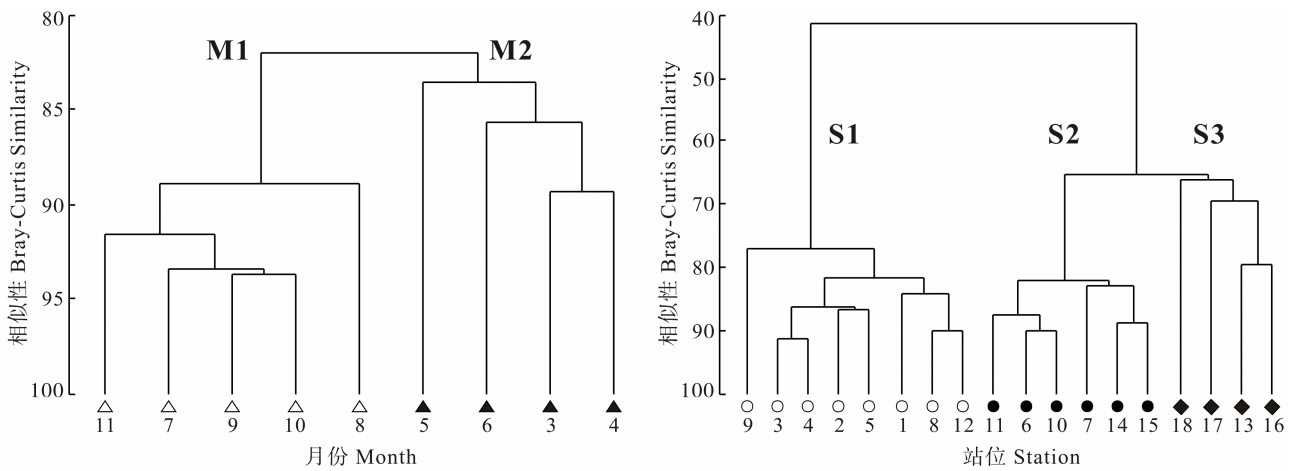 相似性 Bray-Curtis Similarity
80
85
90
95
100
M1
M2
11 7 9 10 8 5 6 3 4
月份 Month
相似性 Bray-Curtis Similarity
40
50
60
70
80
90
100
S1
S2
S3
9 3 4 2 5 1 8 12 11 6 10 7 14 15 18 17 13 16
站位 Station